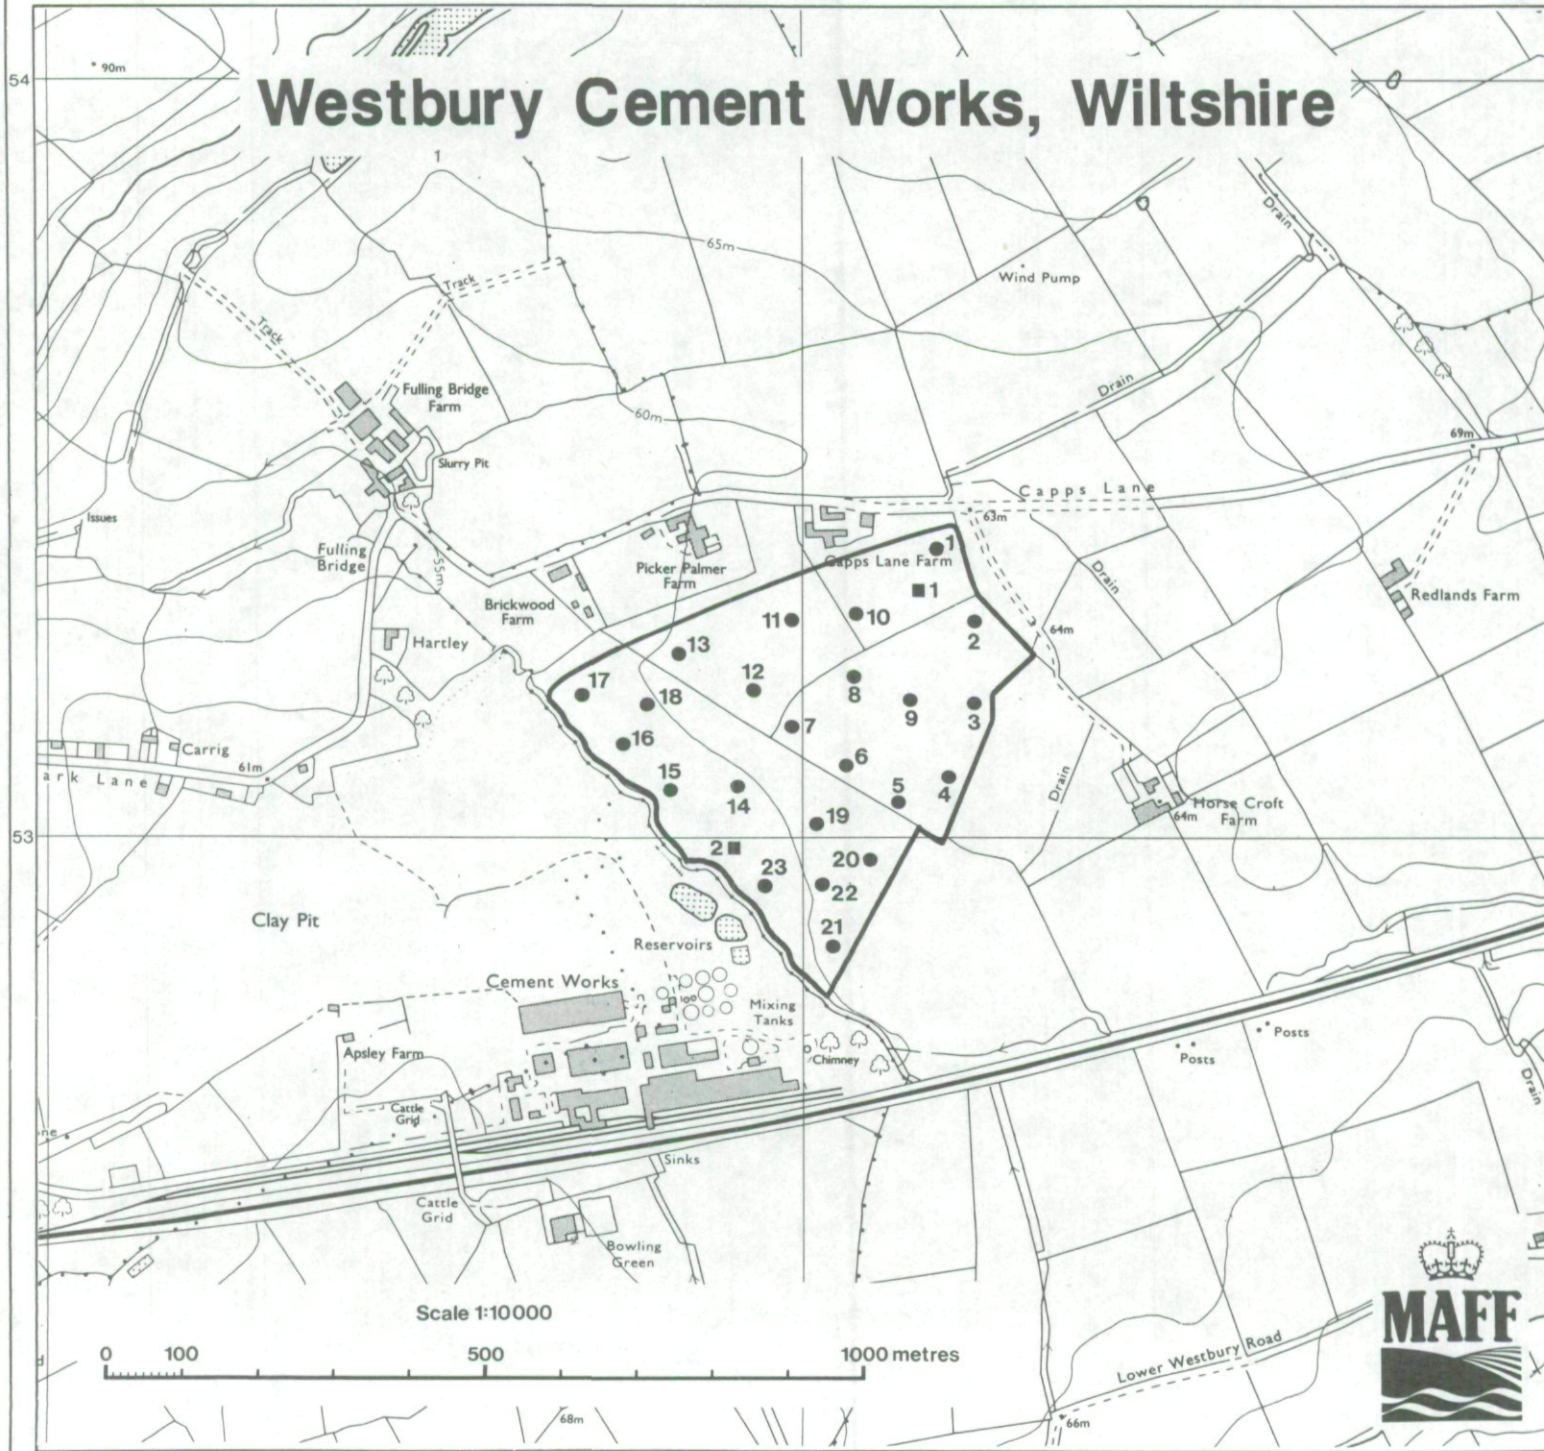 54
90m
Westbury Cement Works, Wiltshire
1
65m
Drain
Wind Pump
Track
Track
Fulling Bridge
Farm
60m
Drain
Slurry Pit
69m
Capps Lane
Issues
63m
Fulling
Bridge
55m
Picker Palmer
Farm
Capps Lane Farm
1
1
Drain
Redlands Farm
Brickwood
Farm
11
10
2
64m
Hartley
13
12
8
9
3
17
18
7
16
6
Carrig
ark Lane
61m
15
14
5
4
Drain
Horse Croft
Farm
64m
53
19
2
20
23
22
21
Clay Pit
Reservoirs
Cement Works
Mixing
Tanks
Chimney
Posts
Posts
Apsley Farm
Cattle
Grid
Drain
ne
Sinks
Cattle
Grid
Bowling
Green
Scale 1:10000
MAFF
d
0 100 500 1000 metres
Lower Westbury Road
68m
66m